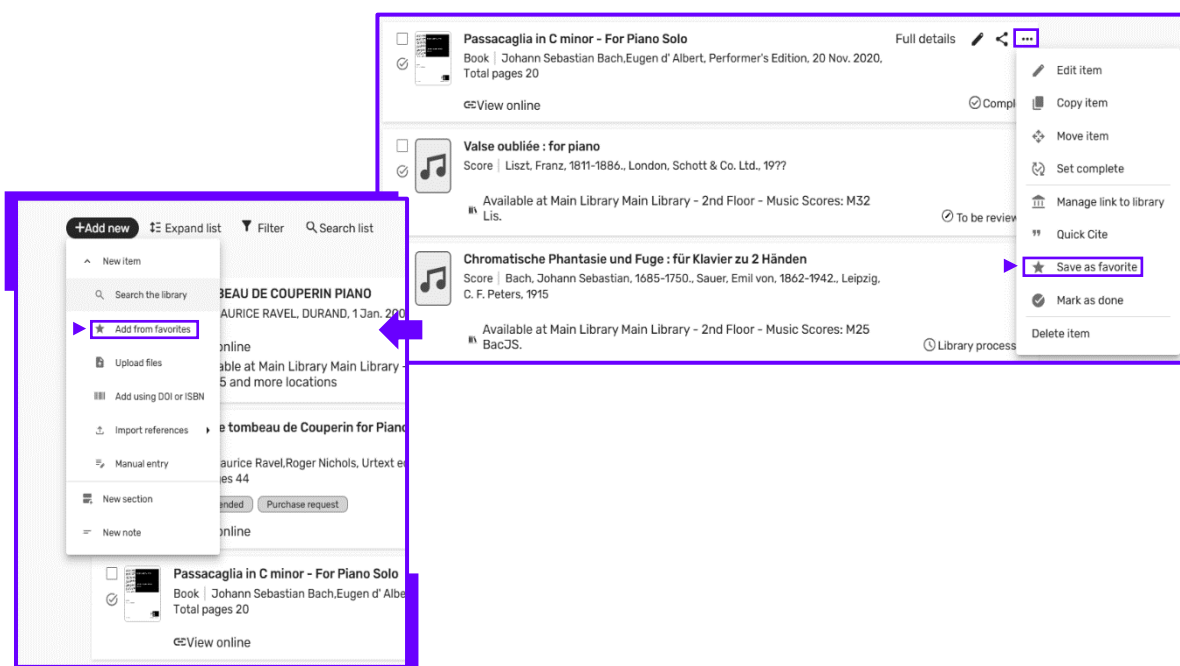 Passacaglia in C minor - For Piano Solo
Full details
Book | Johann Sebastian Bach,Eugen d' Albert, Performer's Edition, 20 Nov. 2020,
Total pages 20
View online
Valse oubliée : for piano
Score | Liszt, Franz, 1811-1886., London, Schott & Co. Ltd., 19??
Available at Main Library Main Library - 2nd Floor - Music Scores: M32
Lis.
To be review
Chromatische Phantasie und Fuge : für Klavier zu 2 Händen
Score | Bach, Johann Sebastian, 1685-1750., Sauer, Emil von, 1862-1942., Leipzig,
C. F. Peters, 1915
Available at Main Library Main Library - 2nd Floor - Music Scores: M25
BacJS.
Library process
Edit item
Copy item
Move item
Set complete
Manage link to library
Quick Cite
Save as favorite
Mark as done
Delete item
+Add new
Expand list
Filter
Search list
New item
Search the library
Add from favorites
Upload files
Add using DOI or ISBN
Import references
Manual entry
New section
New note
BEAU DE COUPERIN PIANO
AURICE RAVEL, DURAND, 1 Jan.
able at Main Library Main Library -
5 and more locations
e tombeau de Couperin for Piano
aurice Ravel,Roger Nichols, Urtext
es 44
Purchase request
Passacaglia in C minor - For Piano Solo
Book | Johann Sebastian Bach,Eugen d' Albe
Total pages 20
View online